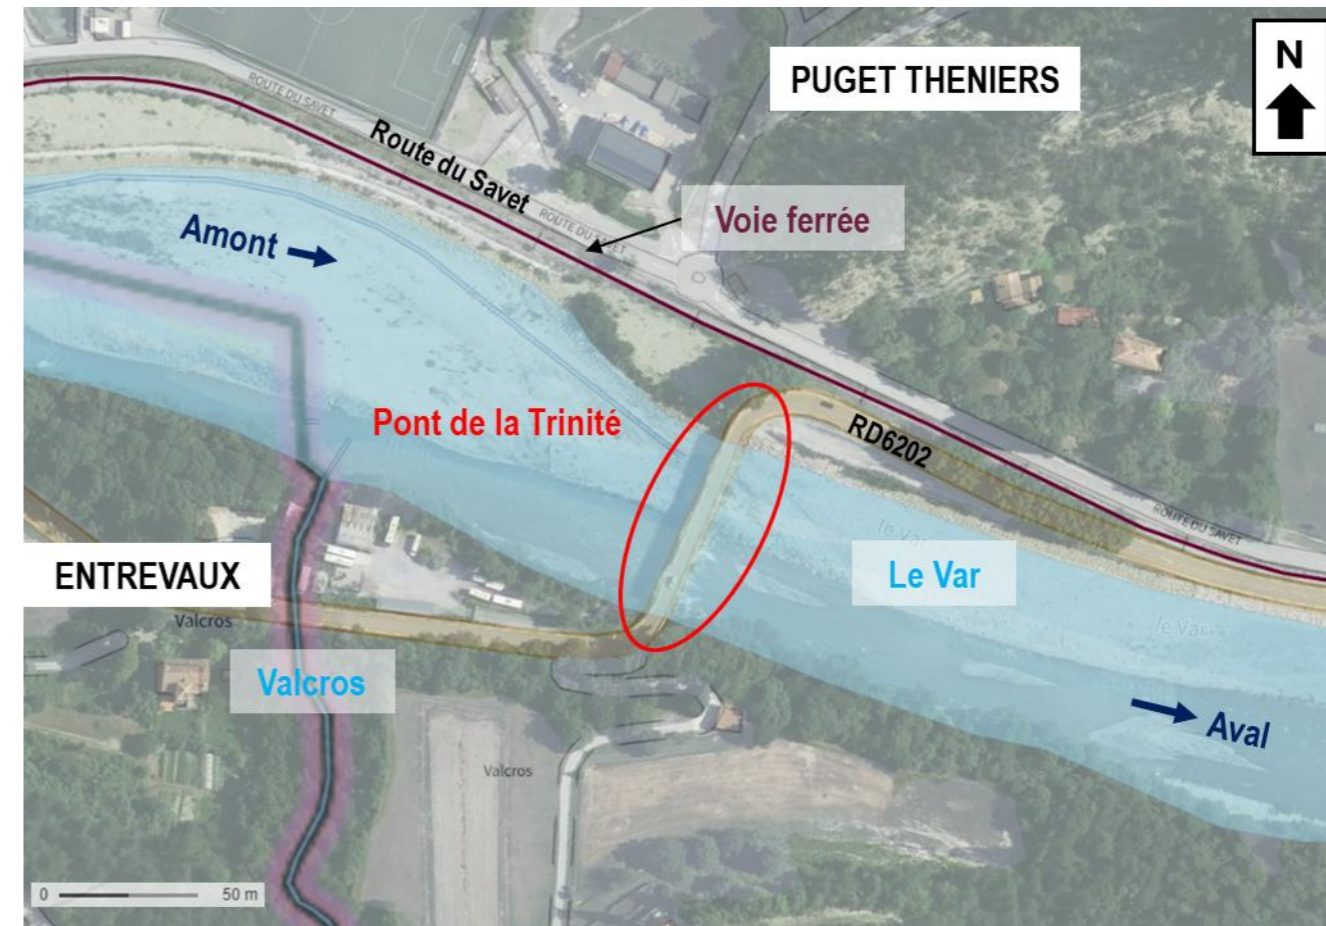 PUGET THENIERS
N
ROUTE DU SAVET
Route du Savet
ROUTE DU SAVET
Voie ferrée
Amont
Pont de la Trinité
RD6202
ROUTE DU SAVET
le Var
Le Var
ENTREVAUX
Valcros
le Var
Valcros
Aval
Valcros
0 50 m